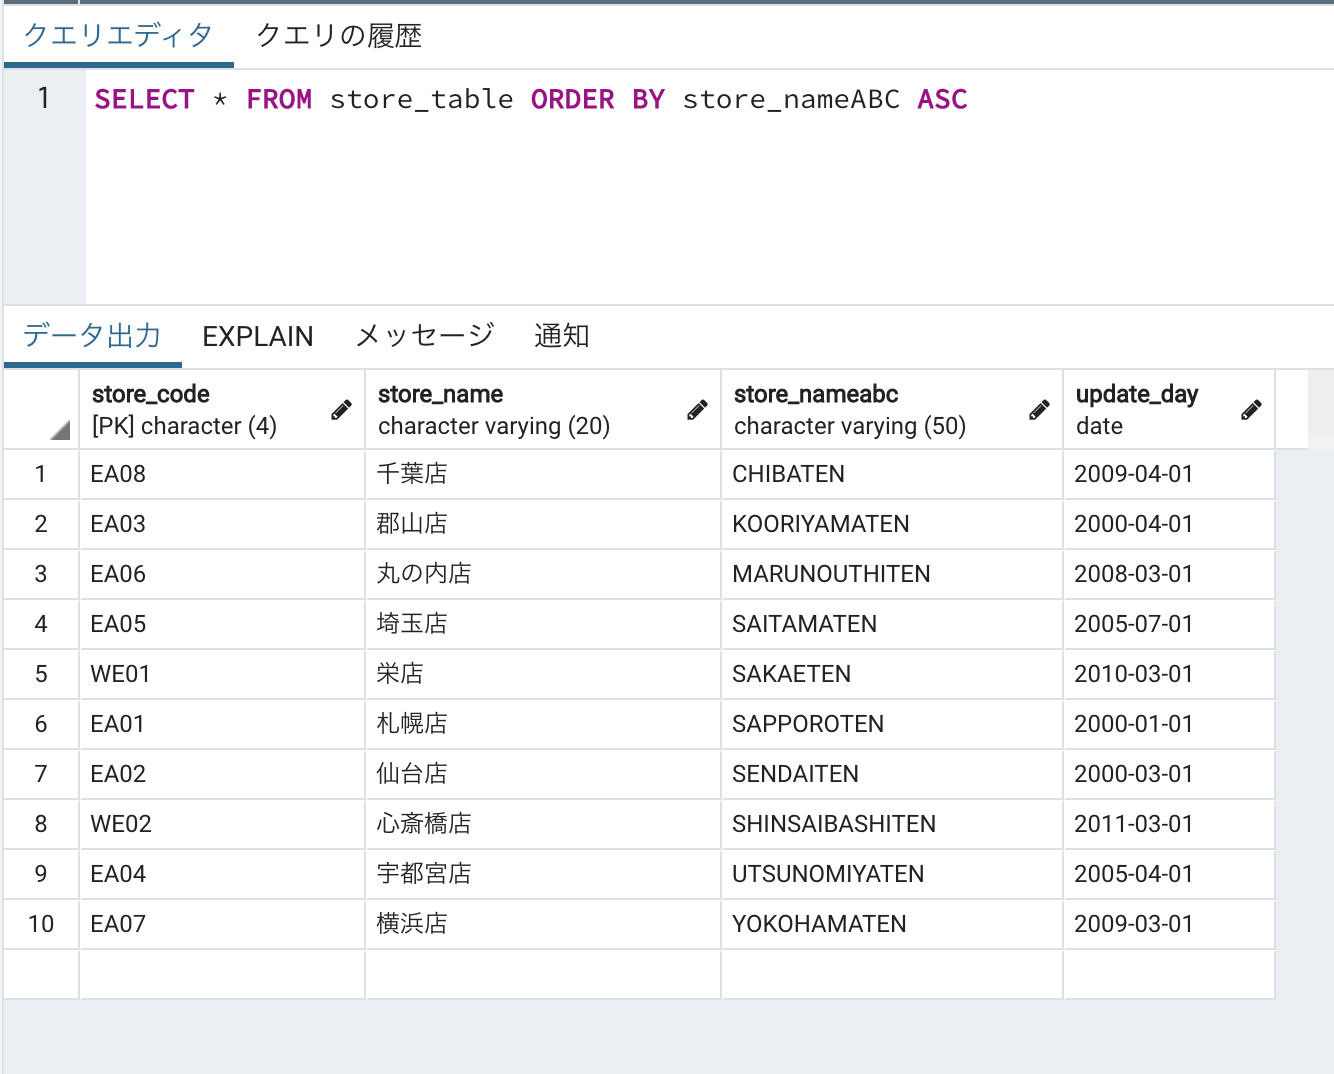 クエリエディタ クエリの履歴
1 SELECT * FROM store_table ORDER BY store_nameABC ASC
データ出力 EXPLAIN メッセージ 通知
store_code store_name store_nameabc update_day
[PK] character (4) character varying (20) character varying (50) date
1 EA08 千葉店 CHIBATEN 2009-04-01
2 EA03 郡山店 KOORIYAMATEN 2000-04-01
3 EA06 丸の内店 MARUNOUTHITEN 2008-03-01
4 EA05 埼玉店 SAITAMATEN 2005-07-01
5 WE01 栄店 SAKAETEN 2010-03-01
6 EA01 札幌店 SAPPOROTEN 2000-01-01
7 EA02 仙台店 SENDAITEN 2000-03-01
8 WE02 心斎橋店 SHINSAIBASHITEN 2011-03-01
9 EA04 宇都宮店 UTSUNOMIYATEN 2005-04-01
10 EA07 横浜店 YOKOHAMATEN 2009-03-01